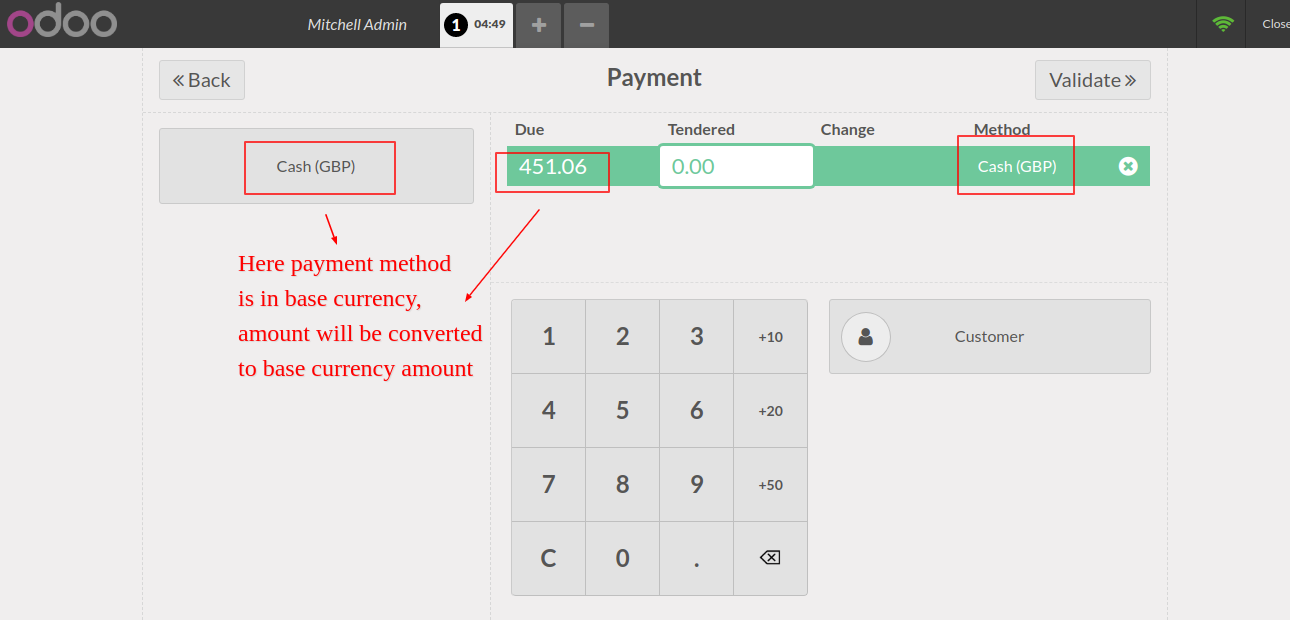 odoo
Mitchell Admin
1 04:49
+
-
Close
Back
Payment
Validate
Cash (GBP)
Due Tendered Change Method
451.06 0.00 Cash (GBP)
Here payment method
is in base currency,
amount will be converted
to base currency amount
1 2 3 +10
4 5 6 +20
7 8 9 +50
C 0 .
Customer